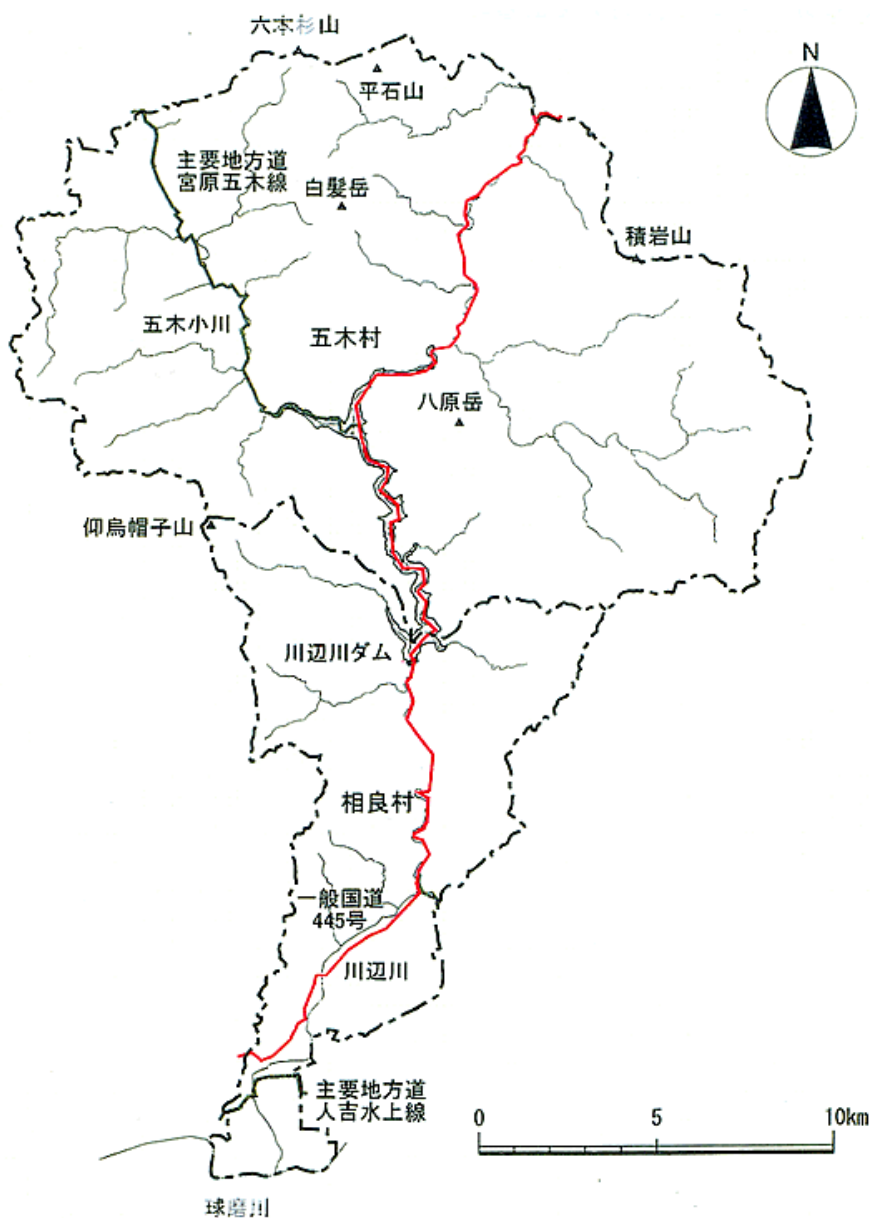 六本杉山
N
平石山
主要地方道
宮原五木線
白髪岳
積岩山
五木小川
五木村
八原岳
仰烏帽子山
川辺川ダム
相良村
一般国道
445号
川辺川
主要地方道
人吉水上線
0 5 10km
球磨川